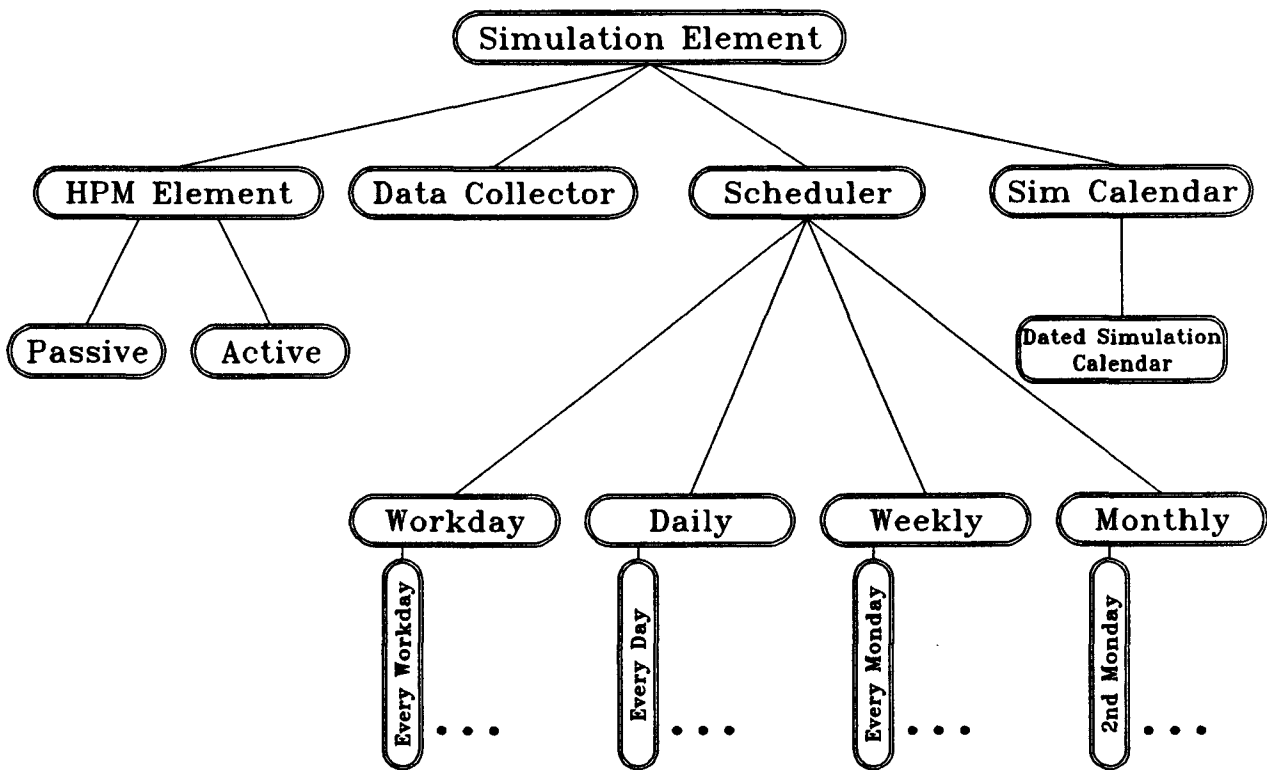 Simulation Element
HPM Element
Data Collector
Scheduler
Sim Calendar
Passive
Active
Dated Simulation
Calendar
Workday
Daily
Weekly
Monthly
Every Workday
• • •
Every Day
• • •
Every Monday
• • •
2nd Monday
• • •